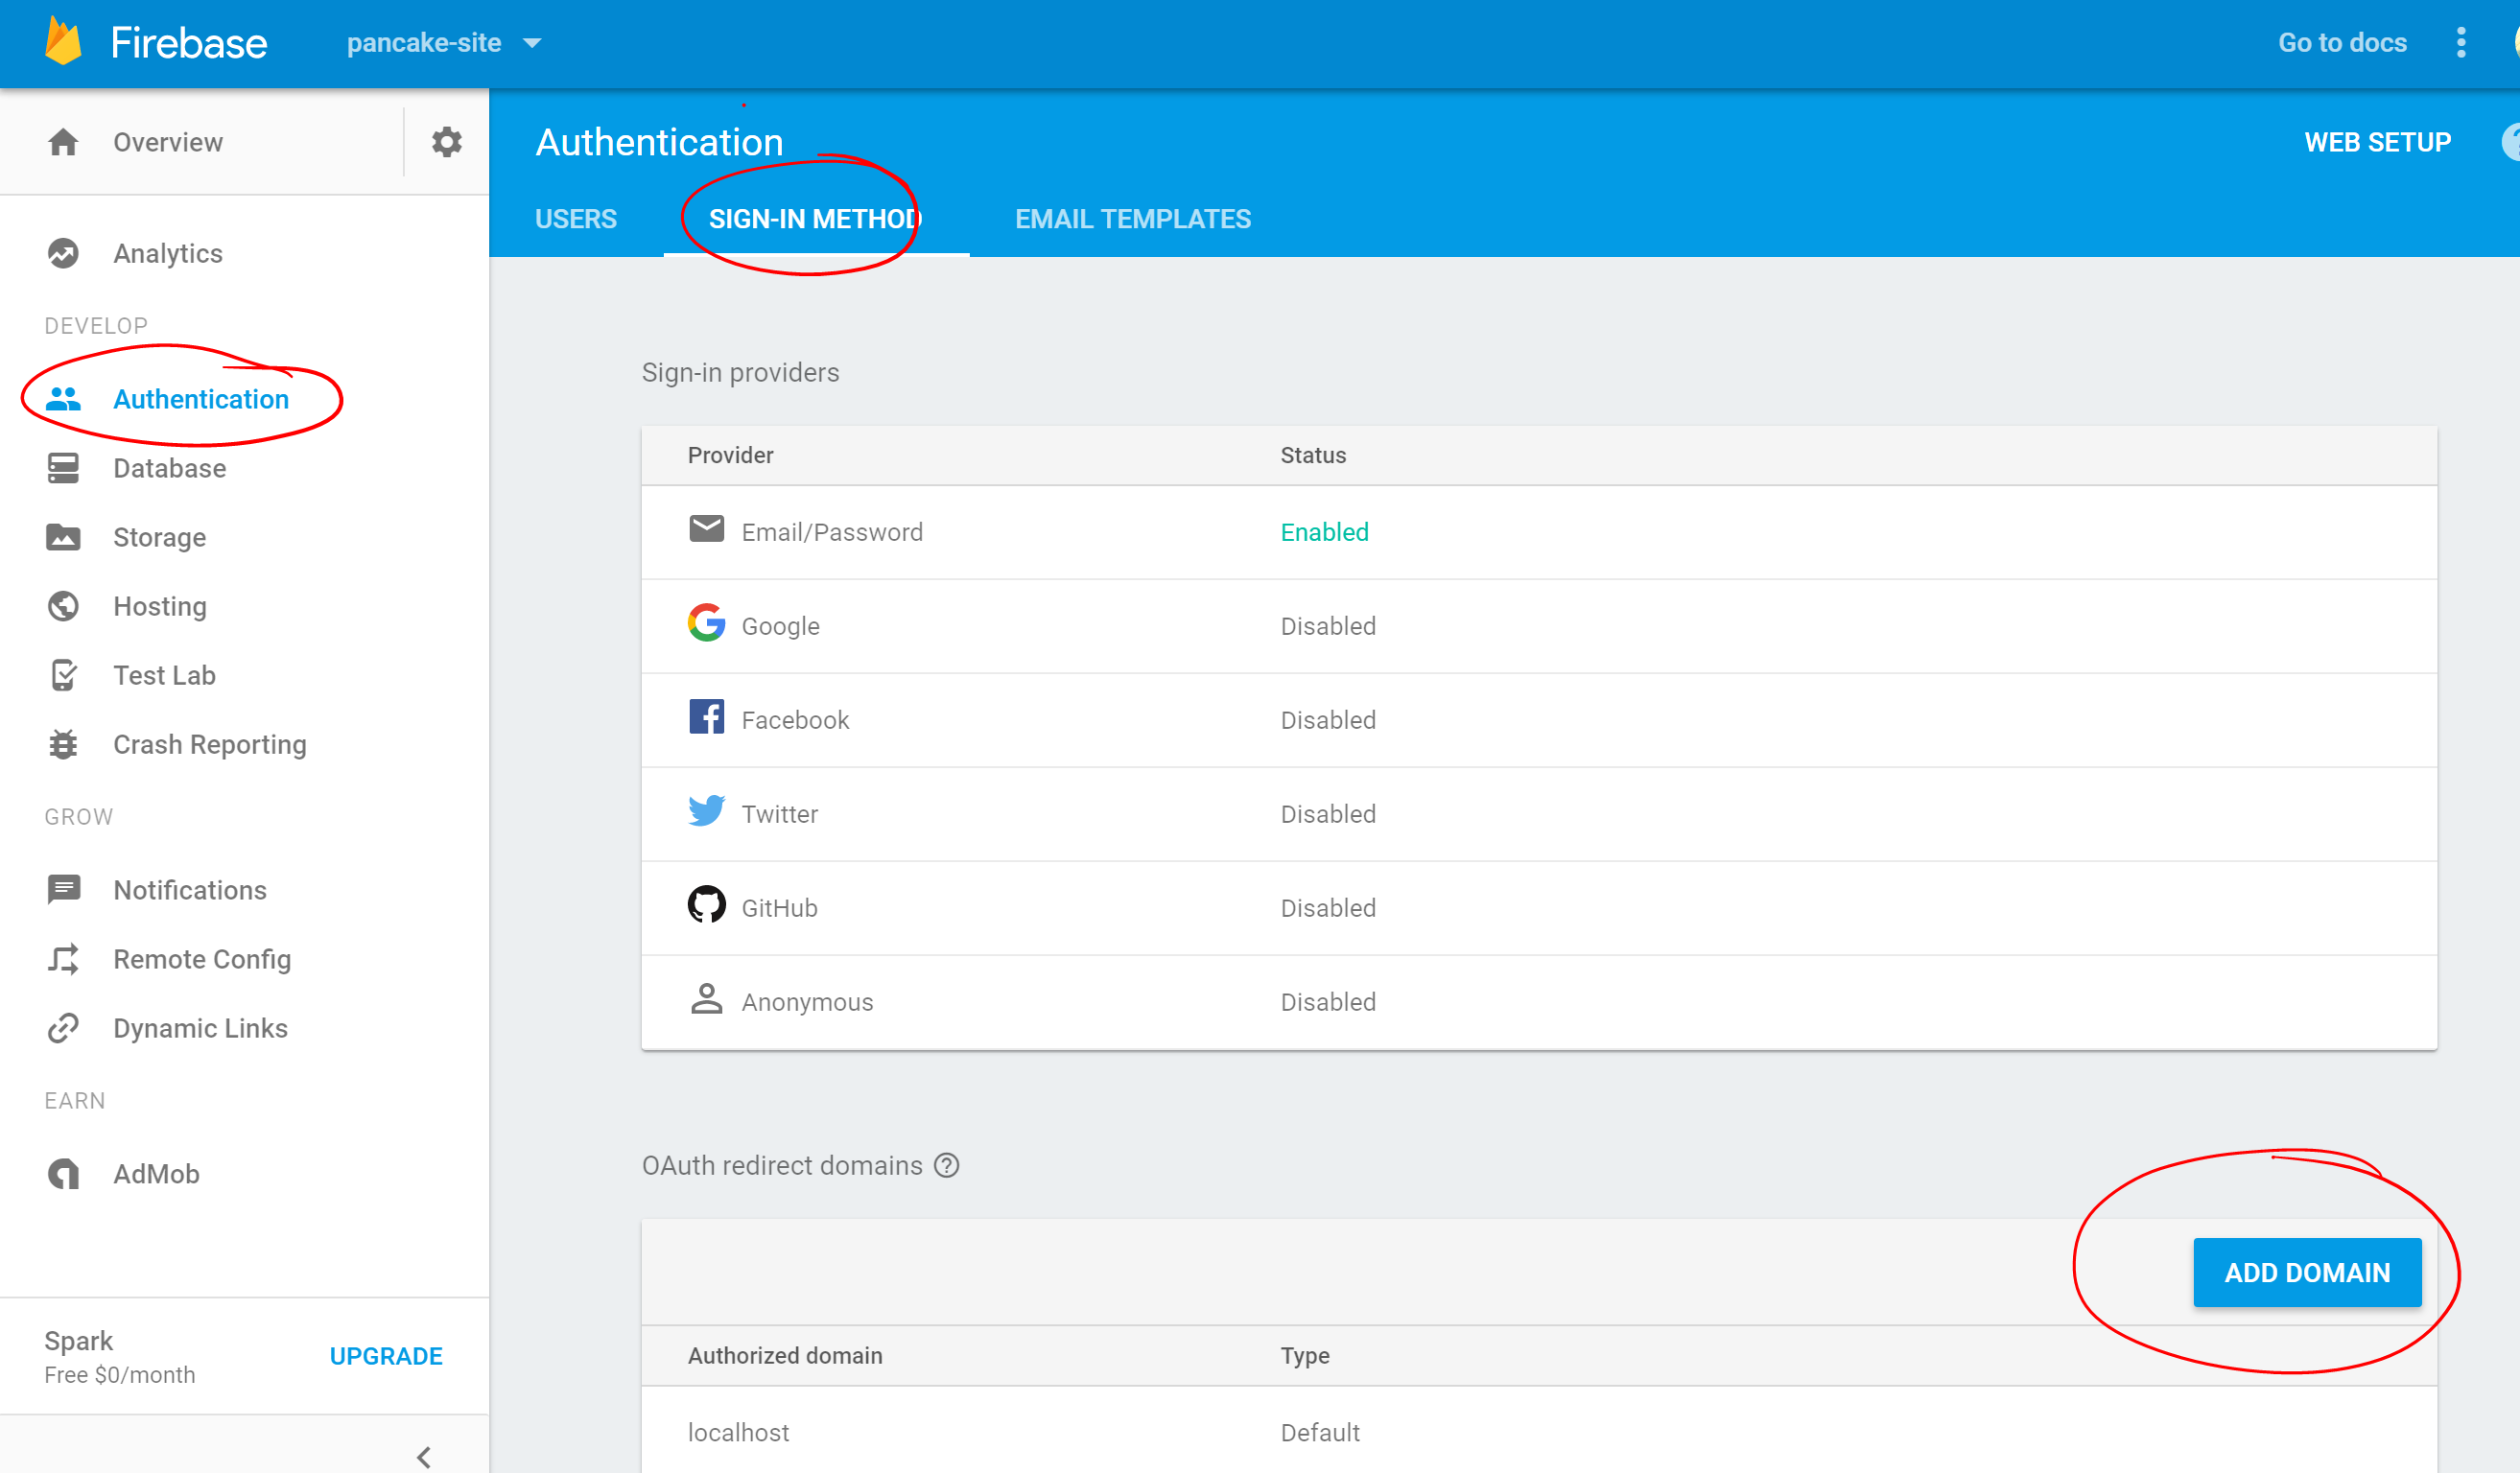 Firebase
pancake-site
Go to docs
Overview
Analytics
DEVELOP
Authentication
Database
Storage
Hosting
Test Lab
Crash Reporting
GROW
Notifications
Remote Config
Dynamic Links
EARN
AdMob
Spark
Free $0/month
UPGRADE
Authentication
WEB SETUP
USERS
SIGN-IN METHOD
EMAIL TEMPLATES
Sign-in providers
Provider Status
Email/Password Enabled
Google Disabled
Facebook Disabled
Twitter Disabled
GitHub Disabled
Anonymous Disabled
OAuth redirect domains
ADD DOMAIN
Authorized domain Type
localhost Default